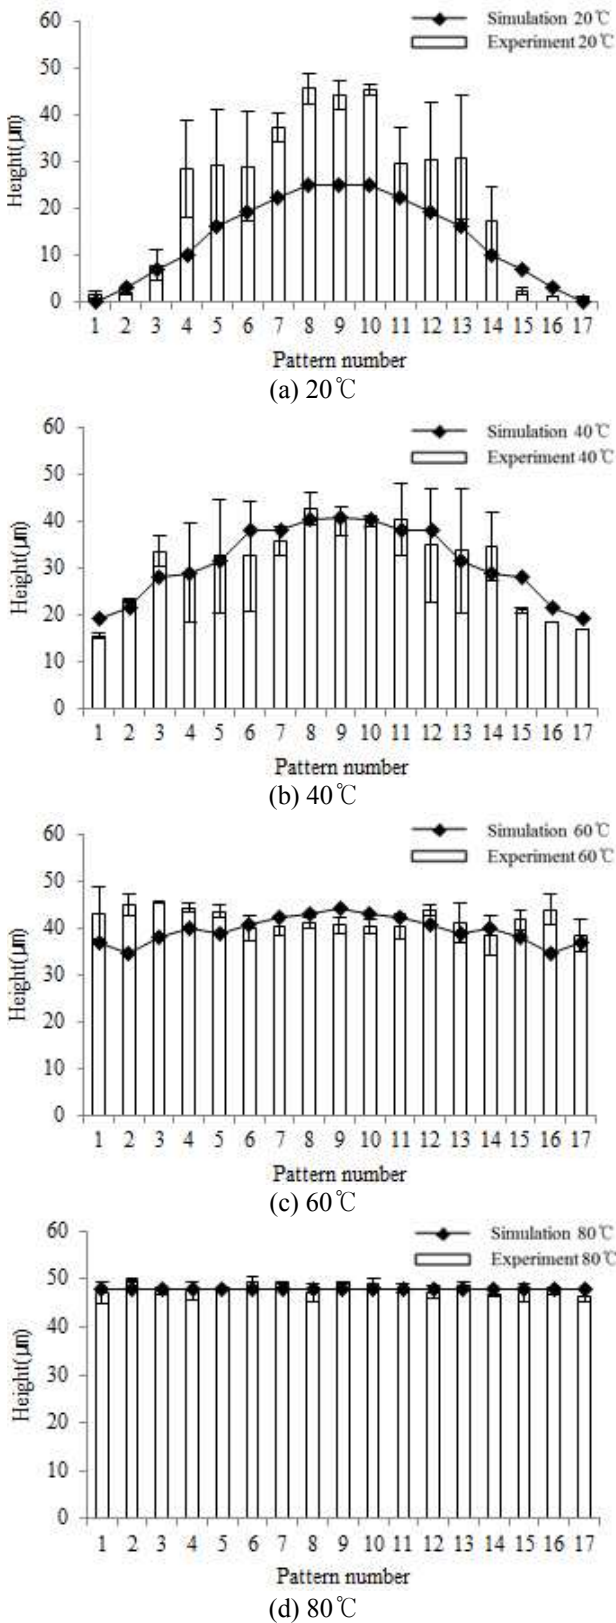 60
Simulation 20℃
Experiment 20℃
50
40
30
20
10
0
Height(μm)
1 2 3 4 5 6 7 8 9 10 11 12 13 14 15 16 17
Pattern number
(a) 20℃
60
Simulation 40℃
Experiment 40℃
50
40
30
20
10
0
Height(μm)
1 2 3 4 5 6 7 8 9 10 11 12 13 14 15 16 17
Pattern number
(b) 40℃
60
Simulation 60℃
Experiment 60℃
50
40
30
20
10
0
Height(μm)
1 2 3 4 5 6 7 8 9 10 11 12 13 14 15 16 17
Pattern number
(c) 60℃
60
Simulation 80℃
Experiment 80℃
50
40
30
20
10
0
Height(μm)
1 2 3 4 5 6 7 8 9 10 11 12 13 14 15 16 17
Pattern number
(d) 80℃